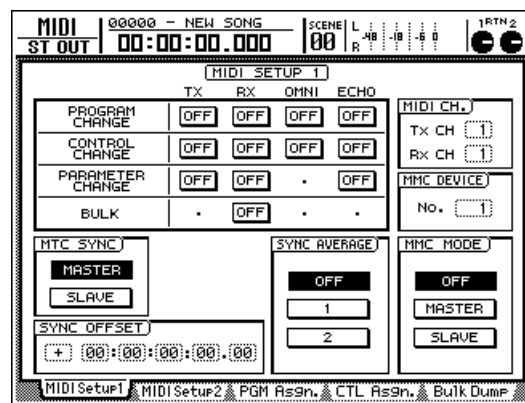 MIDI 00000 - NEW SONG SCENE L -48 -18 -6 0 1 RTN 2
ST OUT 00:00:00.000 00 R
MIDI SETUP 1
TX RX OMNI ECHO
PROGRAM CHANGE OFF OFF OFF OFF
CONTROL CHANGE OFF OFF OFF OFF
PARAMETER CHANGE OFF OFF · OFF
BULK · OFF · ·
MIDI CH.
Tx CH 1
Rx CH 1
MMC DEVICE
No. 1
MTC SYNC
MASTER
SLAVE
SYNC OFFSET
+ 00:00:00:00.00
SYNC AVERAGE
OFF
1
2
MMC MODE
OFF
MASTER
SLAVE
MIDI Setup1 MIDI Setup2 PGM Asgn. CTL Asgn. Bulk Dump